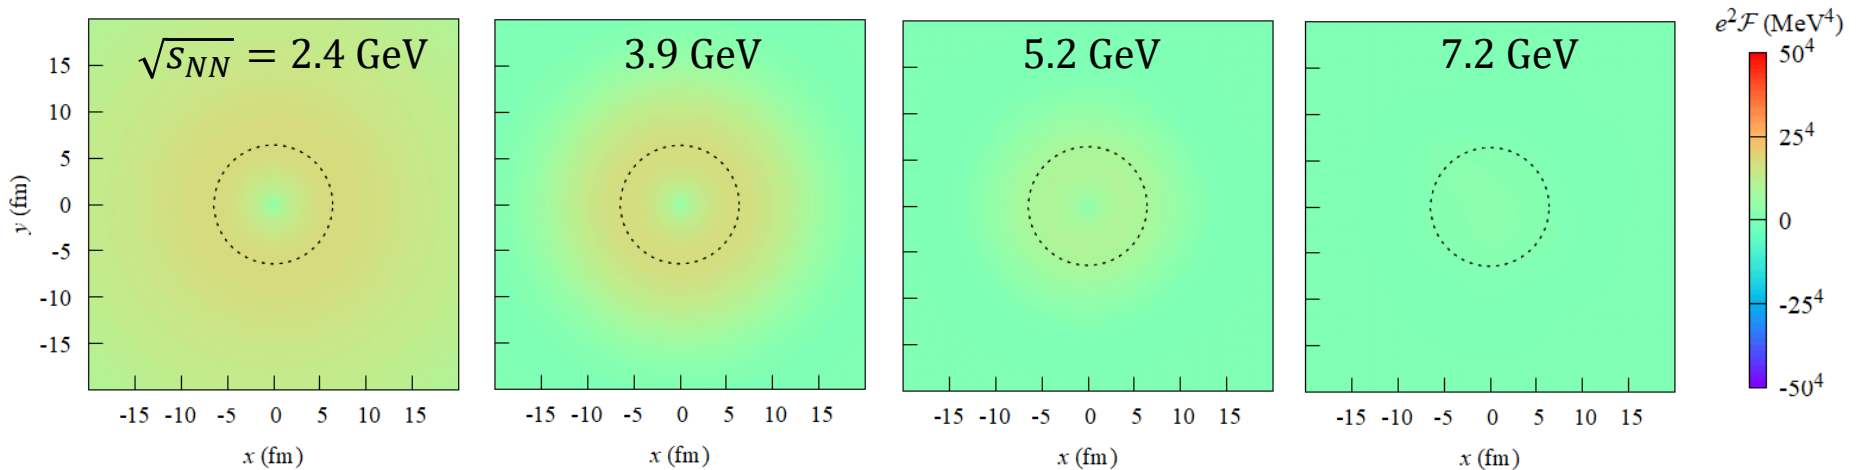 √s_NN = 2.4 GeV
3.9 GeV
5.2 GeV
7.2 GeV
e²ℱ (MeV⁴)
50⁴
25⁴
0
-25⁴
-50⁴
15
10
5
0
-5
-10
-15
y (fm)
-15 -10 -5 0 5 10 15
-15 -10 -5 0 5 10 15
-15 -10 -5 0 5 10 15
-15 -10 -5 0 5 10 15
x (fm)
x (fm)
x (fm)
x (fm)